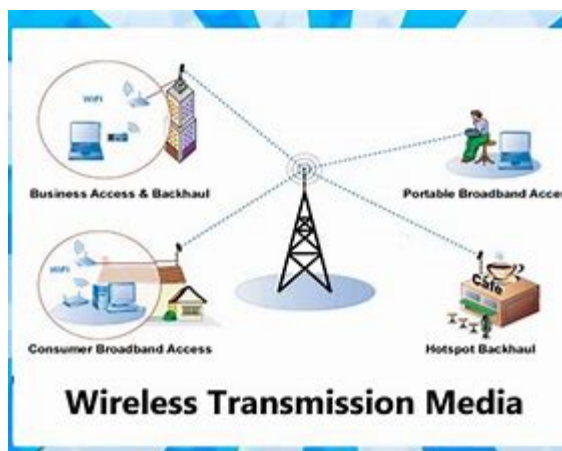 WiFi
Business Access & Backhaul
Portable Broadband Acces
WiFi
Cafe
Consumer Broadband Access
Hotspot Backhaul
Wireless Transmission Media